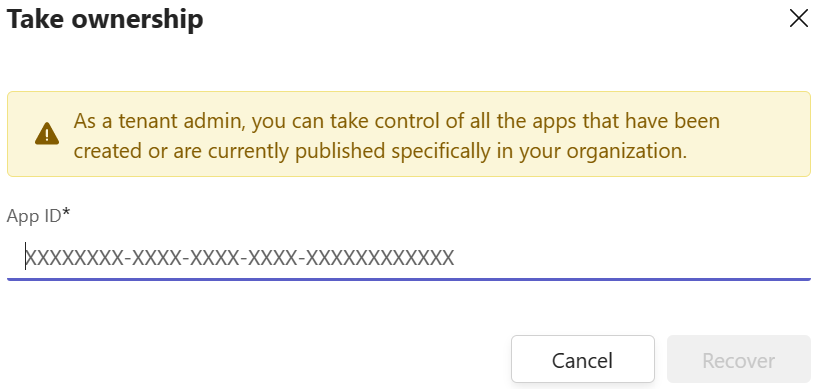 Take ownership
As a tenant admin, you can take control of all the apps that have been
created or are currently published specifically in your organization.
App ID*
XXXXXXXX-XXXX-XXXX-XXXX-XXXXXXXXXXXX
Cancel
Recover